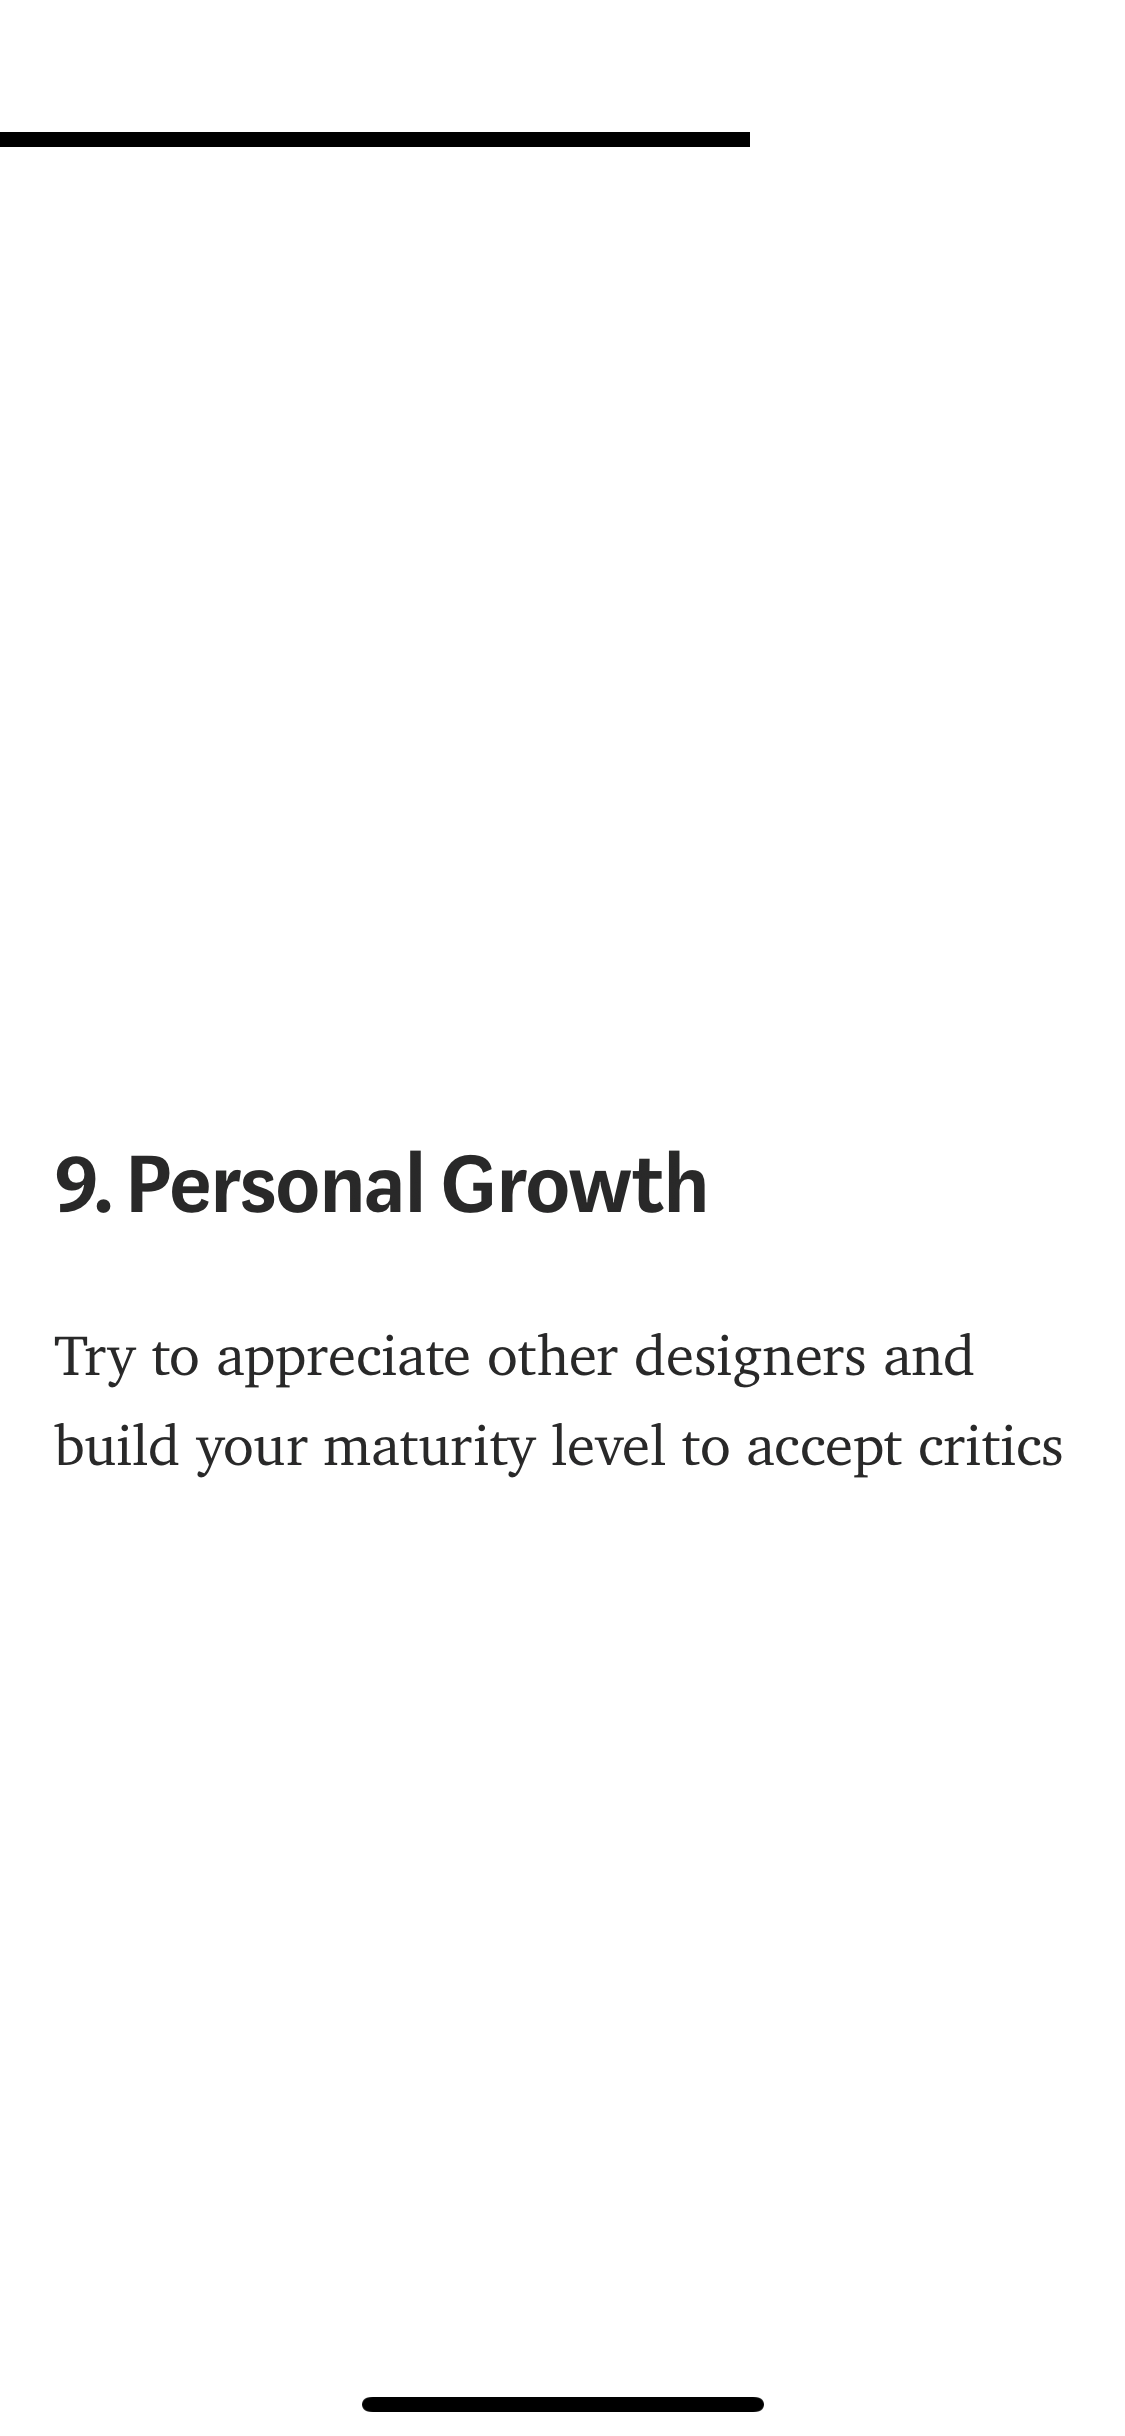 9. Personal Growth
Try to appreciate other designers and
build your maturity level to accept critics